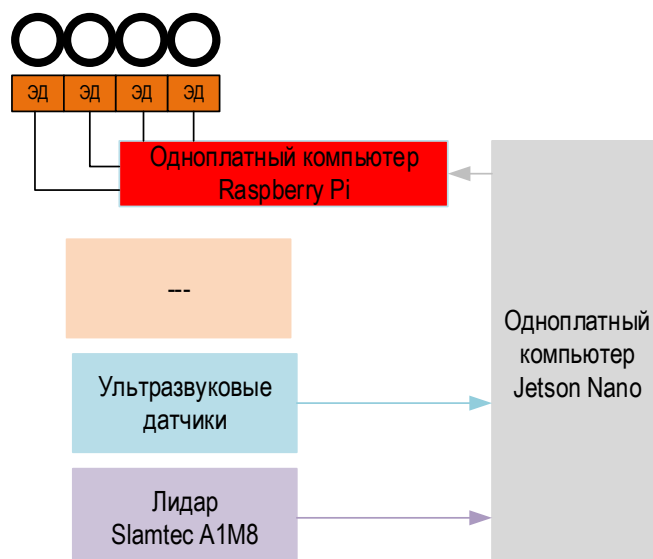 ЭД ЭД ЭД ЭД
Одноплатный компьютер
Raspberry Pi
---
Одноплатный
компьютер
Jetson Nano
Ультразвуковые
датчики
Лидар
Slamtec A1M8